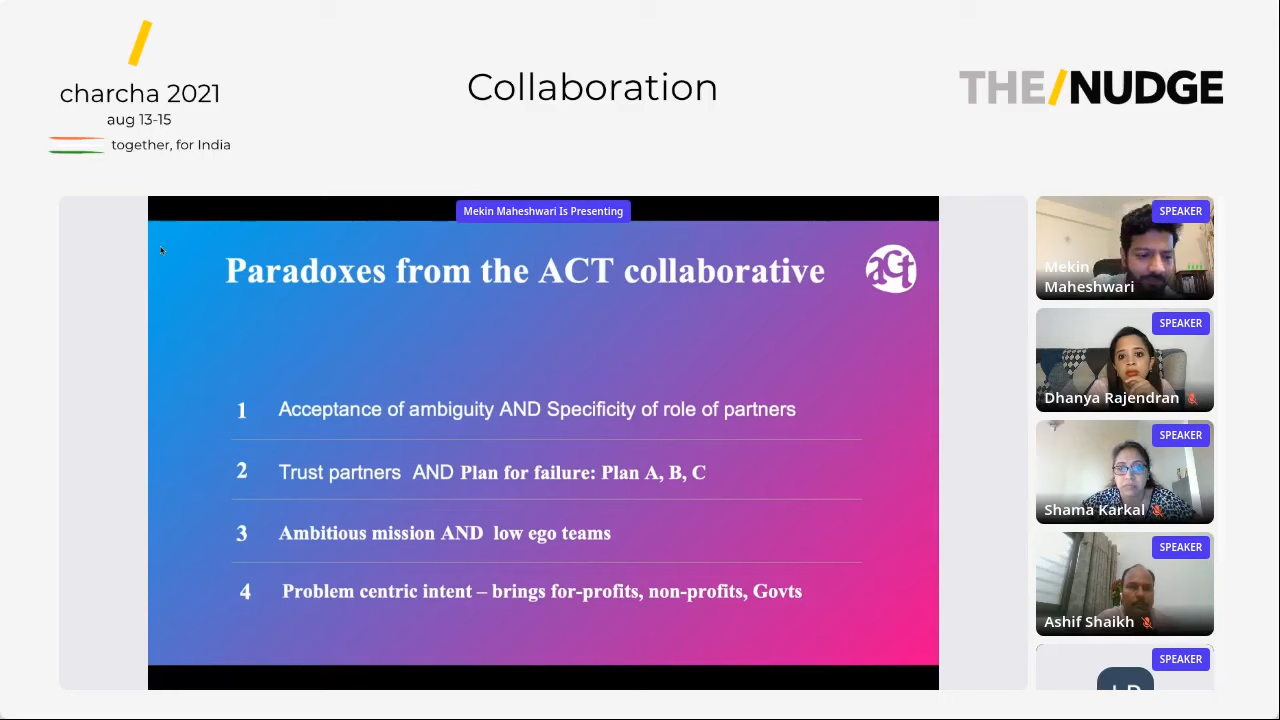 charcha 2021
aug 13-15
together, for India
Collaboration
THE/NUDGE
Mekin Maheshwari Is Presenting
Paradoxes from the ACT collaborative
act
1 Acceptance of ambiguity AND Specificity of role of partners
2 Trust partners AND Plan for failure: Plan A, B, C
3 Ambitious mission AND low ego teams
4 Problem centric intent – brings for-profits, non-profits, Govts
SPEAKER
Mekin
Maheshwari
SPEAKER
Dhanya Rajendran
SPEAKER
Shama Karkal
SPEAKER
Ashif Shaikh
SPEAKER